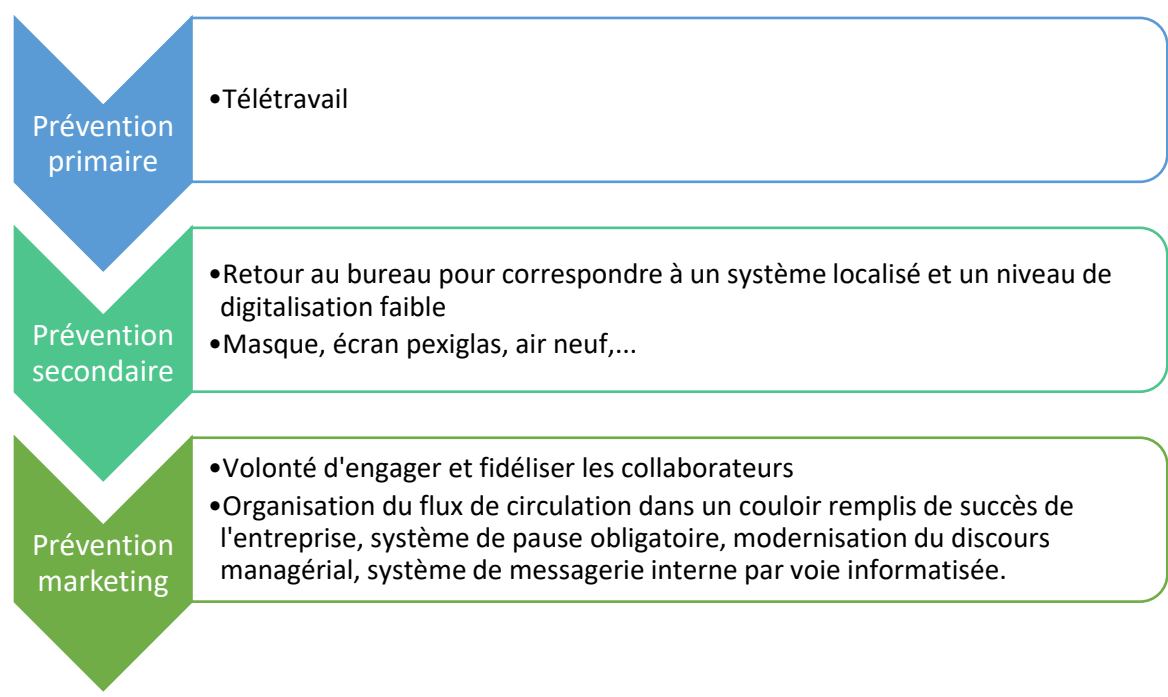 Prévention
primaire
•Télétravail
Prévention
secondaire
•Retour au bureau pour correspondre à un système localisé et un niveau de
digitalisation faible
•Masque, écran pexiglas, air neuf,...
Prévention
marketing
•Volonté d'engager et fidéliser les collaborateurs
•Organisation du flux de circulation dans un couloir remplis de succès de
l'entreprise, système de pause obligatoire, modernisation du discours
managérial, système de messagerie interne par voie informatisée.